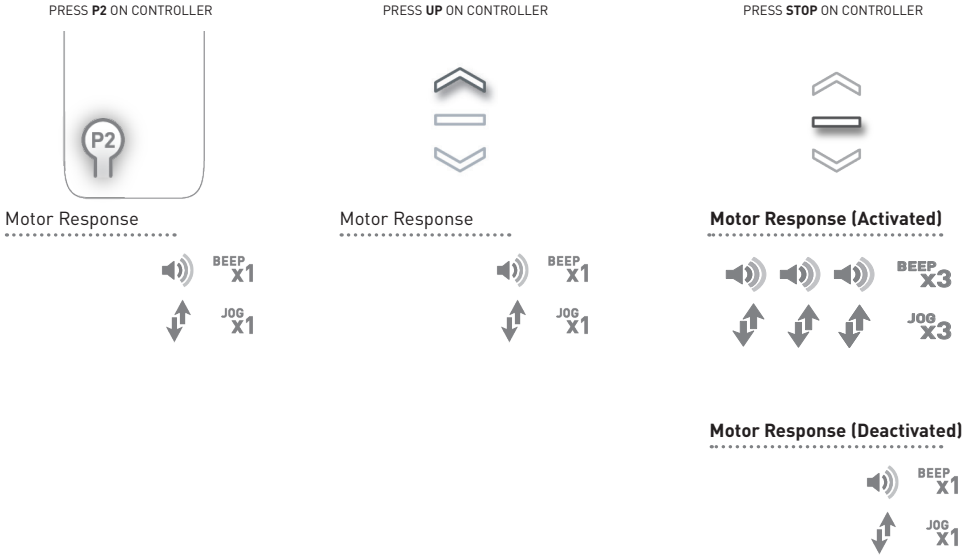 PRESS P2 ON CONTROLLER
P2
Motor Response
BEEP
x1
JOG
x1
PRESS UP ON CONTROLLER
Motor Response
BEEP
x1
JOG
x1
PRESS STOP ON CONTROLLER
Motor Response (Activated)
BEEP
x3
JOG
x3
Motor Response (Deactivated)
BEEP
x1
JOG
x1